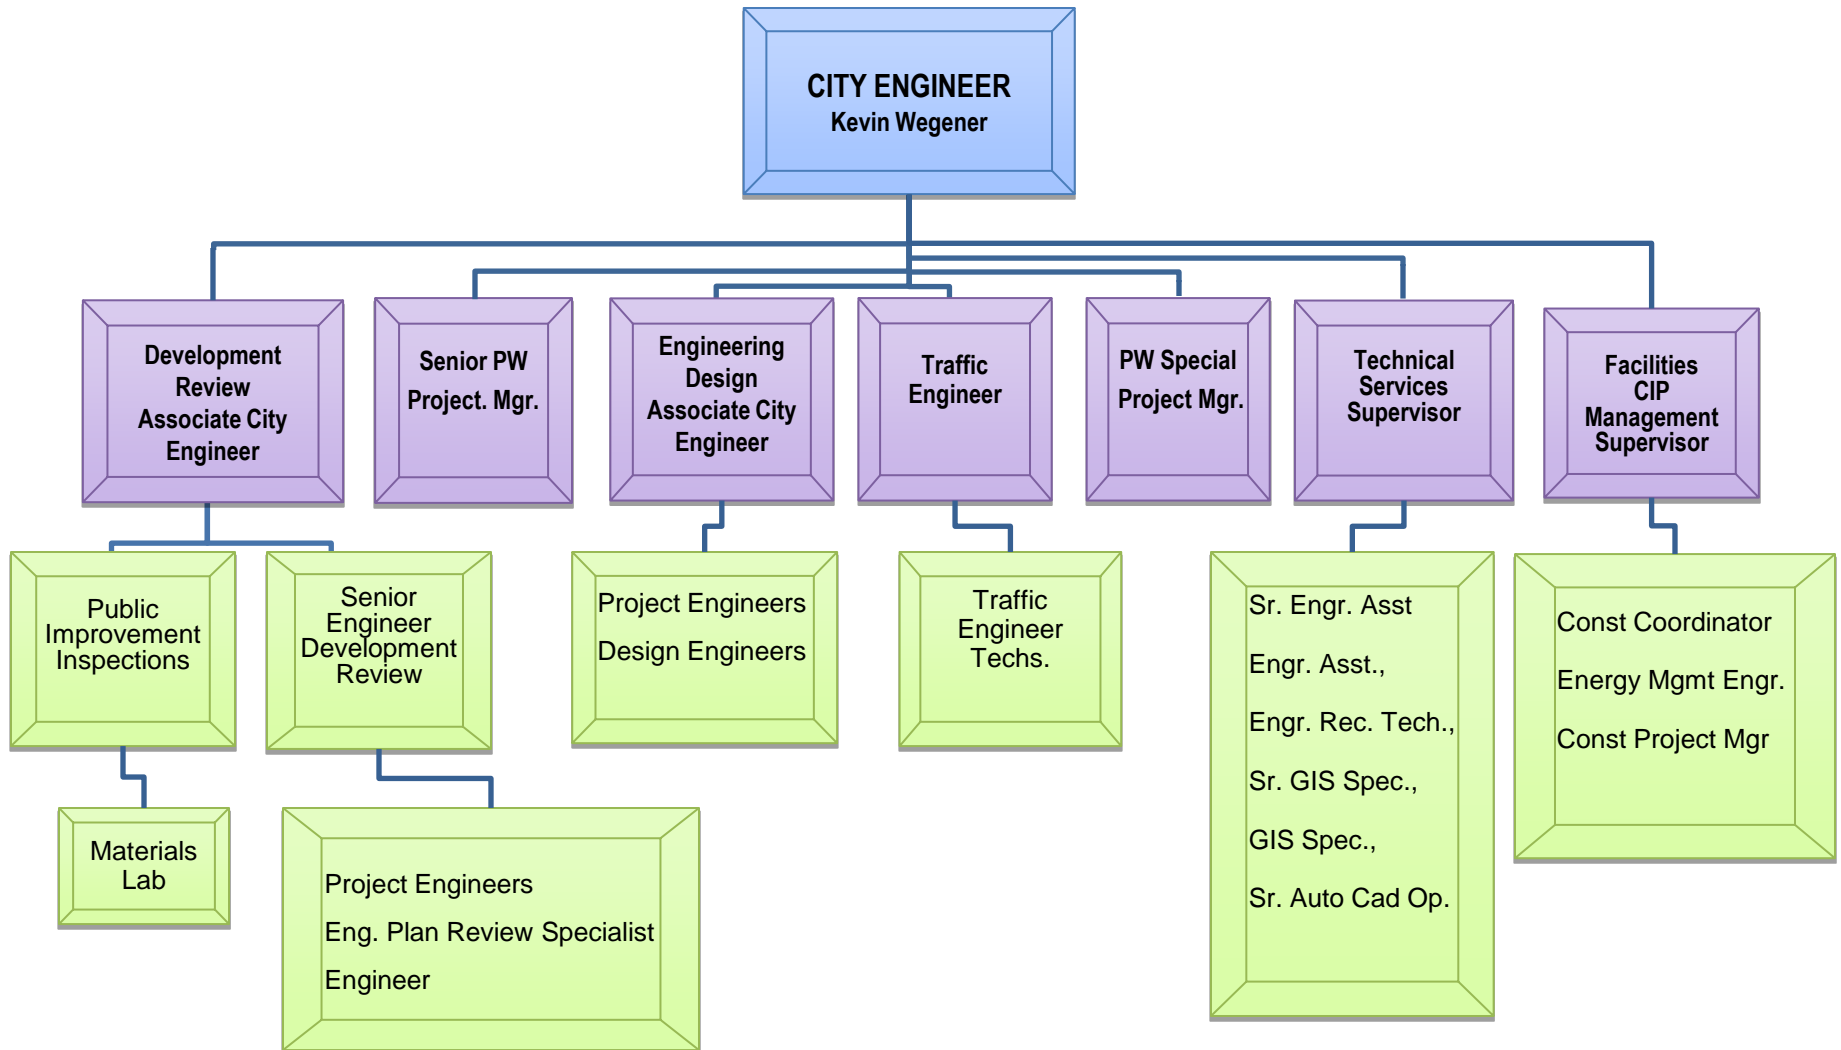 CITY ENGINEER
Kevin Wegener
Development
Review
Associate City
Engineer
Senior PW
Project. Mgr.
Engineering
Design
Associate City
Engineer
Traffic
Engineer
PW Special
Project Mgr.
Technical
Services
Supervisor
Facilities
CIP
Management
Supervisor
Public
Improvement
Inspections
Senior
Engineer
Development
Review
Project Engineers
Design Engineers
Traffic
Engineer
Techs.
Sr. Engr. Asst
Engr. Asst.,
Engr. Rec. Tech.,
Sr. GIS Spec.,
GIS Spec.,
Sr. Auto Cad Op.
Const Coordinator
Energy Mgmt Engr.
Const Project Mgr
Materials
Lab
Project Engineers
Eng. Plan Review Specialist
Engineer